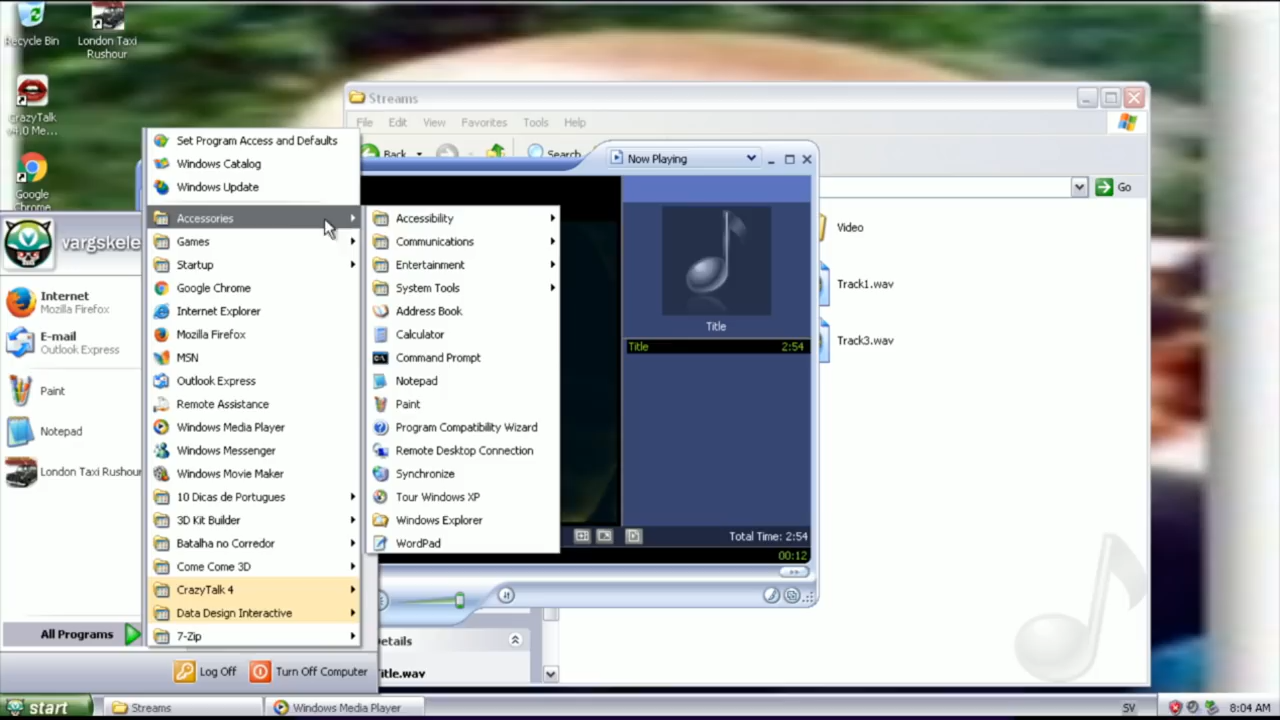 Recycle Bin
London Taxi
Rushour
CrazyTalk
v4.0 Me...
Google
Chrome
Streams
File Edit View Favorites Tools Help
Back
Search
Go
Video
Track1.wav
Track3.wav
Now Playing
Title
Title 2:54
Total Time: 2:54
00:12
Details
Title.wav
vargskele
Internet
Mozilla Firefox
E-mail
Outlook Express
Paint
Notepad
London Taxi Rushour
All Programs
Set Program Access and Defaults
Windows Catalog
Windows Update
Accessories
Games
Startup
Google Chrome
Internet Explorer
Mozilla Firefox
MSN
Outlook Express
Remote Assistance
Windows Media Player
Windows Messenger
Windows Movie Maker
10 Dicas de Portugues
3D Kit Builder
Batalha no Corredor
Come Come 3D
CrazyTalk 4
Data Design Interactive
7-Zip
Accessibility
Communications
Entertainment
System Tools
Address Book
Calculator
Command Prompt
Notepad
Paint
Program Compatibility Wizard
Remote Desktop Connection
Synchronize
Tour Windows XP
Windows Explorer
WordPad
Log Off
Turn Off Computer
start
Streams
Windows Media Player
SV
8:04 AM